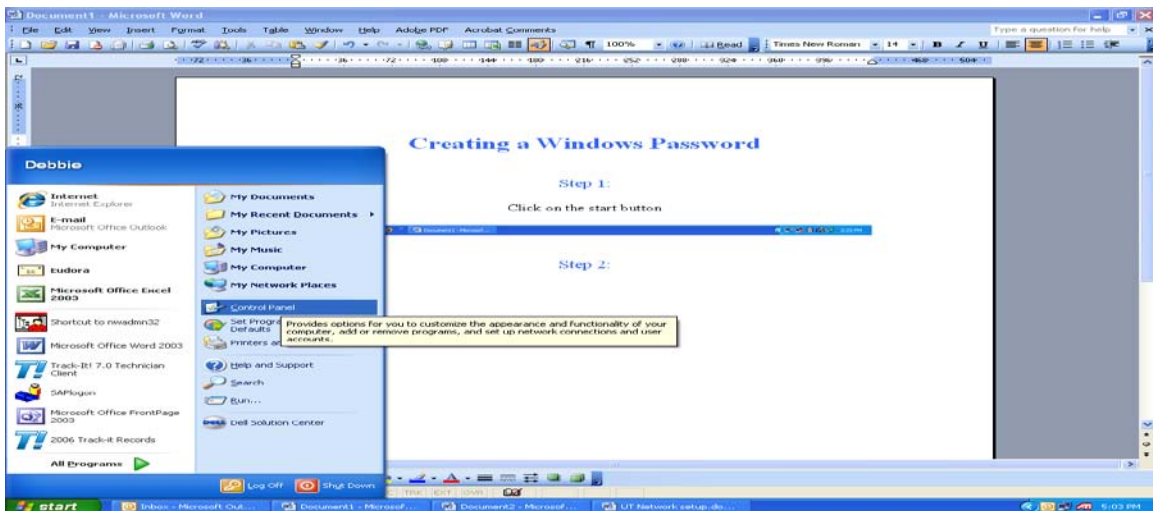 Document1 - Microsoft Word
File Edit View Insert Format Tools Table Window Help Adobe PDF Acrobat Comments
Type a question for help
100%
Read
Times New Roman
14
B I U
Creating a Windows Password
Step 1:
Click on the start button
Step 2:
Debbie
Internet
Internet Explorer
E-mail
Microsoft Office Outlook
My Computer
Eudora
Microsoft Office Excel 2003
Shortcut to nwadmn32
Microsoft Office Word 2003
Track-It! 7.0 Technician Client
SAPlogon
Microsoft Office FrontPage 2003
2006 Track-it Records
All Programs
My Documents
My Recent Documents
My Pictures
My Music
My Computer
My Network Places
Control Panel
Set Progra
Defaults
Printers a
Provides options for you to customize the appearance and functionality of your
computer, add or remove programs, and set up network connections and user
accounts.
Help and Support
Search
Run...
Dell Solution Center
Log Off
Shut Down
TRK EXT OVR
start
Inbox - Microsoft Out...
Document1 - Microsof...
Document2 - Microsof...
UT Network setup.do...
5:03 PM